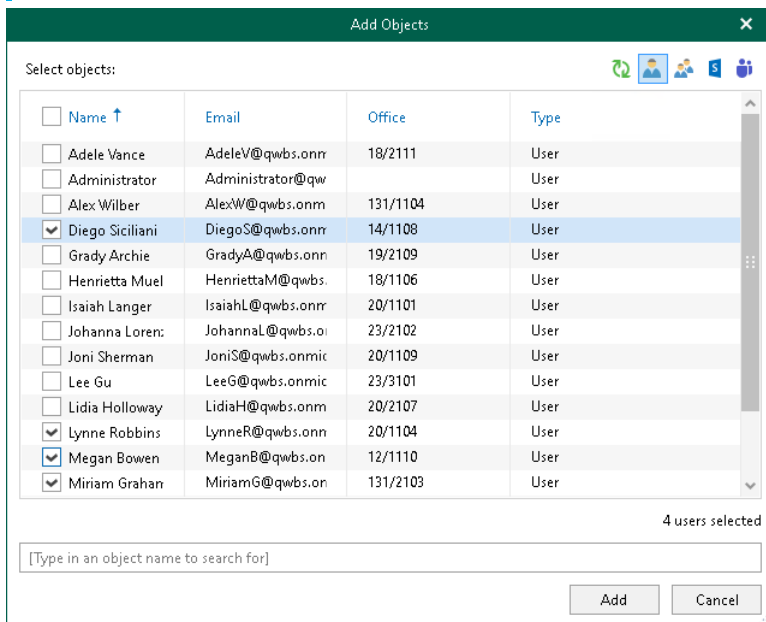 Add Objects
Select objects:
Name Email Office Type
Adele Vance AdeleV@qwbs.onm 18/2111 User
Administrator Administrator@qw User
Alex Wilber AlexW@qwbs.onm 131/1104 User
Diego Siciliani DiegoS@qwbs.onm 14/1108 User
Grady Archie GradyA@qwbs.onn 19/2109 User
Henrietta Muel HenriettaM@qwbs. 18/1106 User
Isaiah Langer IsaiahL@qwbs.onm 20/1101 User
Johanna Loren: JohannaL@qwbs.o 23/2102 User
Joni Sherman JoniS@qwbs.onmic 20/1109 User
Lee Gu LeeG@qwbs.onmic 23/3101 User
Lidia Holloway LidiaH@qwbs.onm 20/2107 User
Lynne Robbins LynneR@qwbs.onn 20/1104 User
Megan Bowen MeganB@qwbs.on 12/1110 User
Miriam Grahan MiriamG@qwbs.on 131/2103 User
4 users selected
[Type in an object name to search for]
Add Cancel